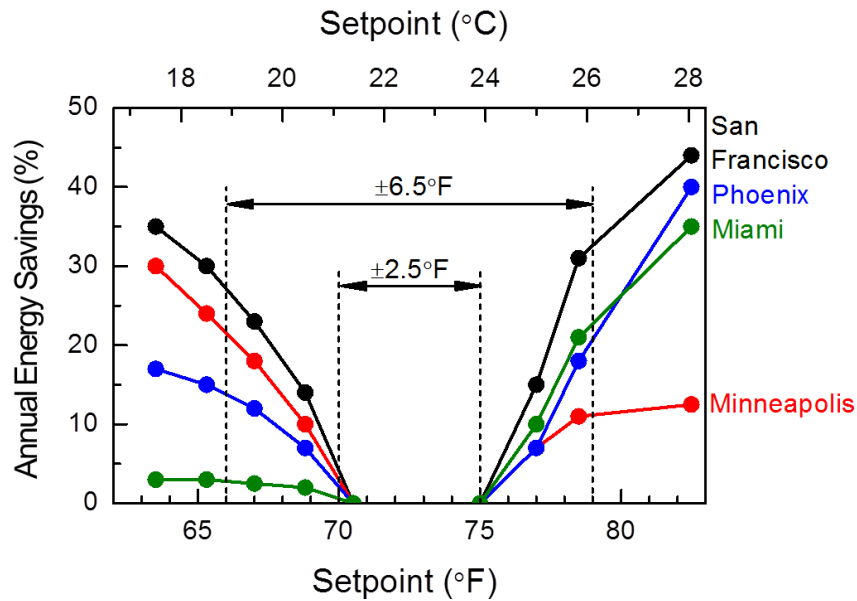 Setpoint (°C)
18 20 22 24 26 28
Annual Energy Savings (%)
50
40
30
20
10
0
±6.5°F
±2.5°F
San
Francisco
Phoenix
Miami
Minneapolis
65 70 75 80
Setpoint (°F)